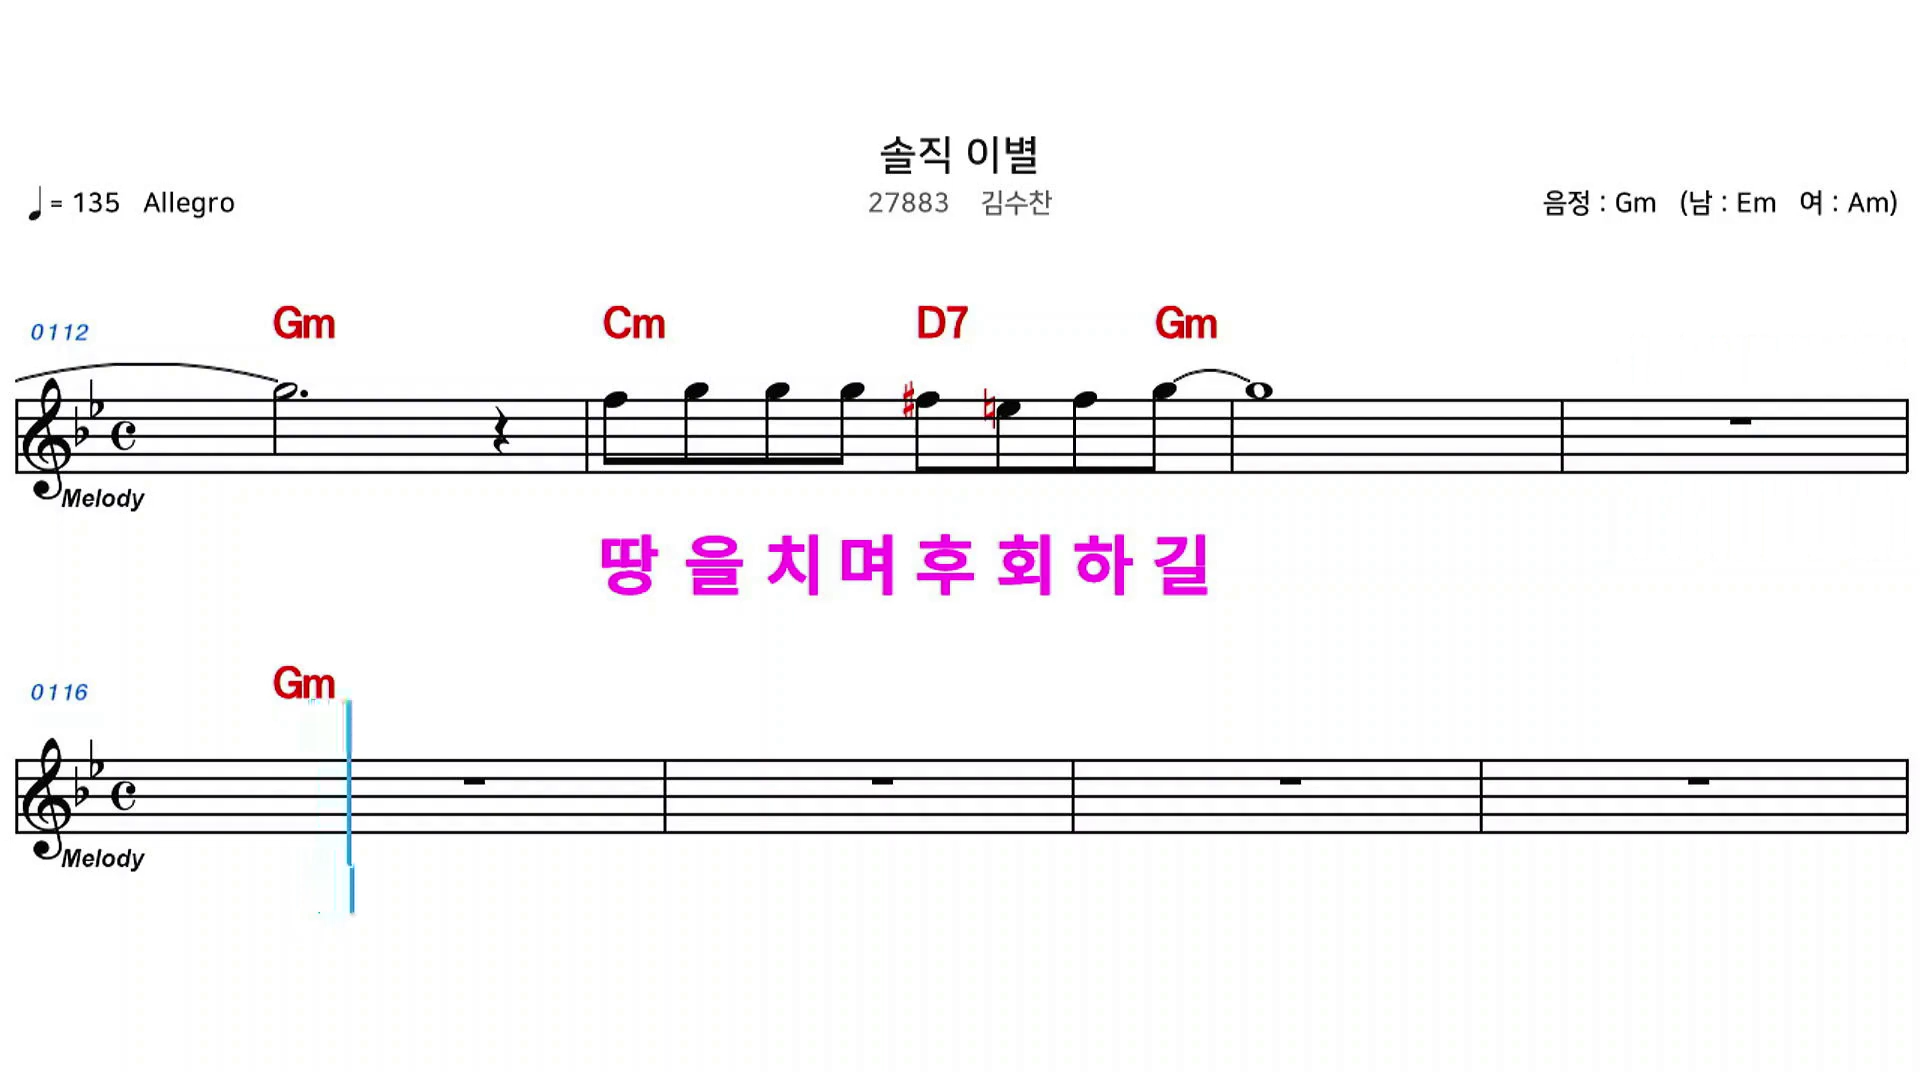 솔직 이별
♩= 135 Allegro 27883 김수찬 음정 : Gm (남 : Em 여 : Am)
0112 Gm Cm D7 Gm
Melody
땅 을 치 며 후 회 하 길
0116 Gm
Melody